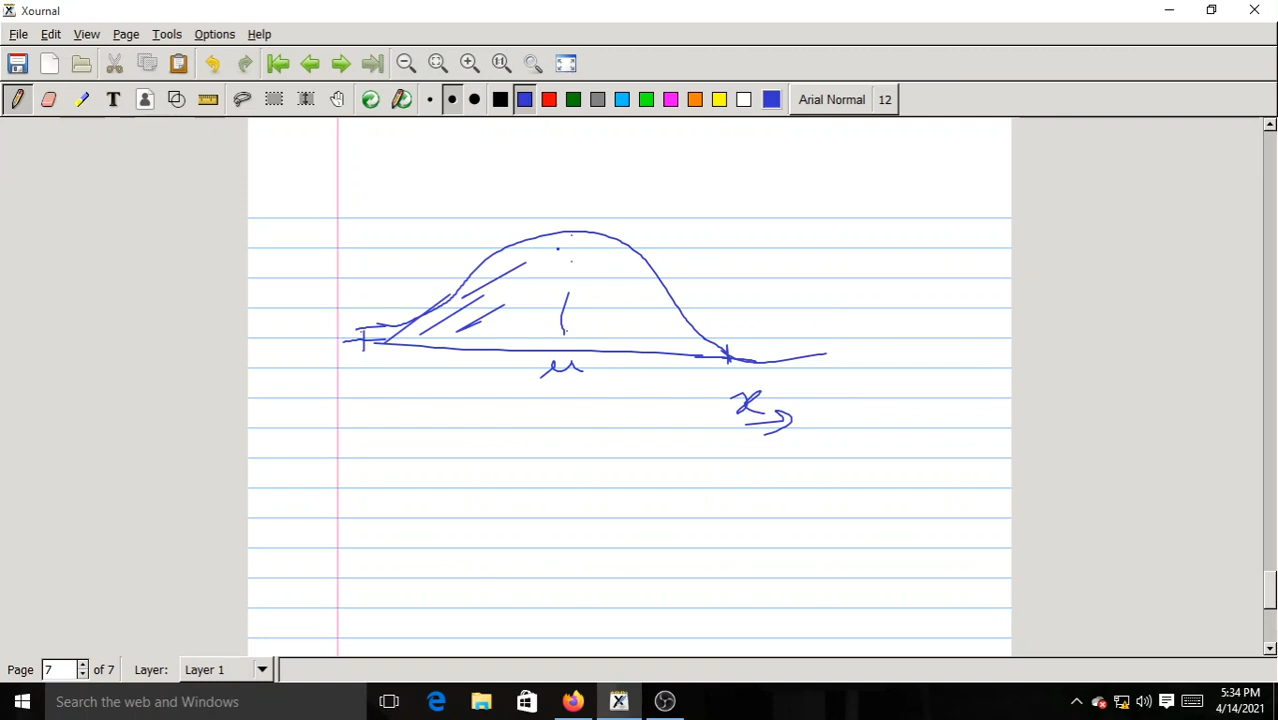 Xournal
File Edit View Page Tools Options Help
T Arial Normal 12
μ
x
Page 7 of 7 Layer: Layer 1
Search the web and Windows
5:34 PM
4/14/2021